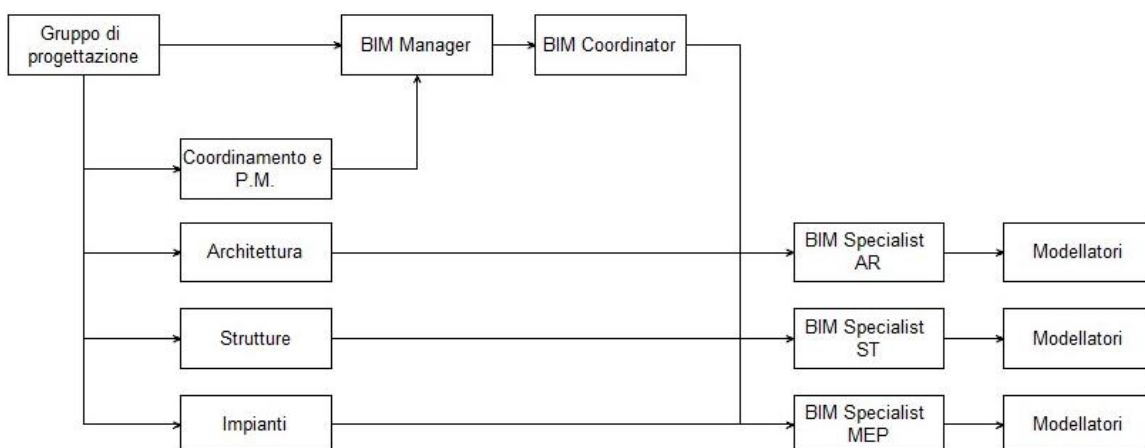 Gruppo di
progettazione
BIM Manager
BIM Coordinator
Coordinamento e
P.M.
Architettura
BIM Specialist
AR
Modellatori
Strutture
BIM Specialist
ST
Modellatori
Impianti
BIM Specialist
MEP
Modellatori